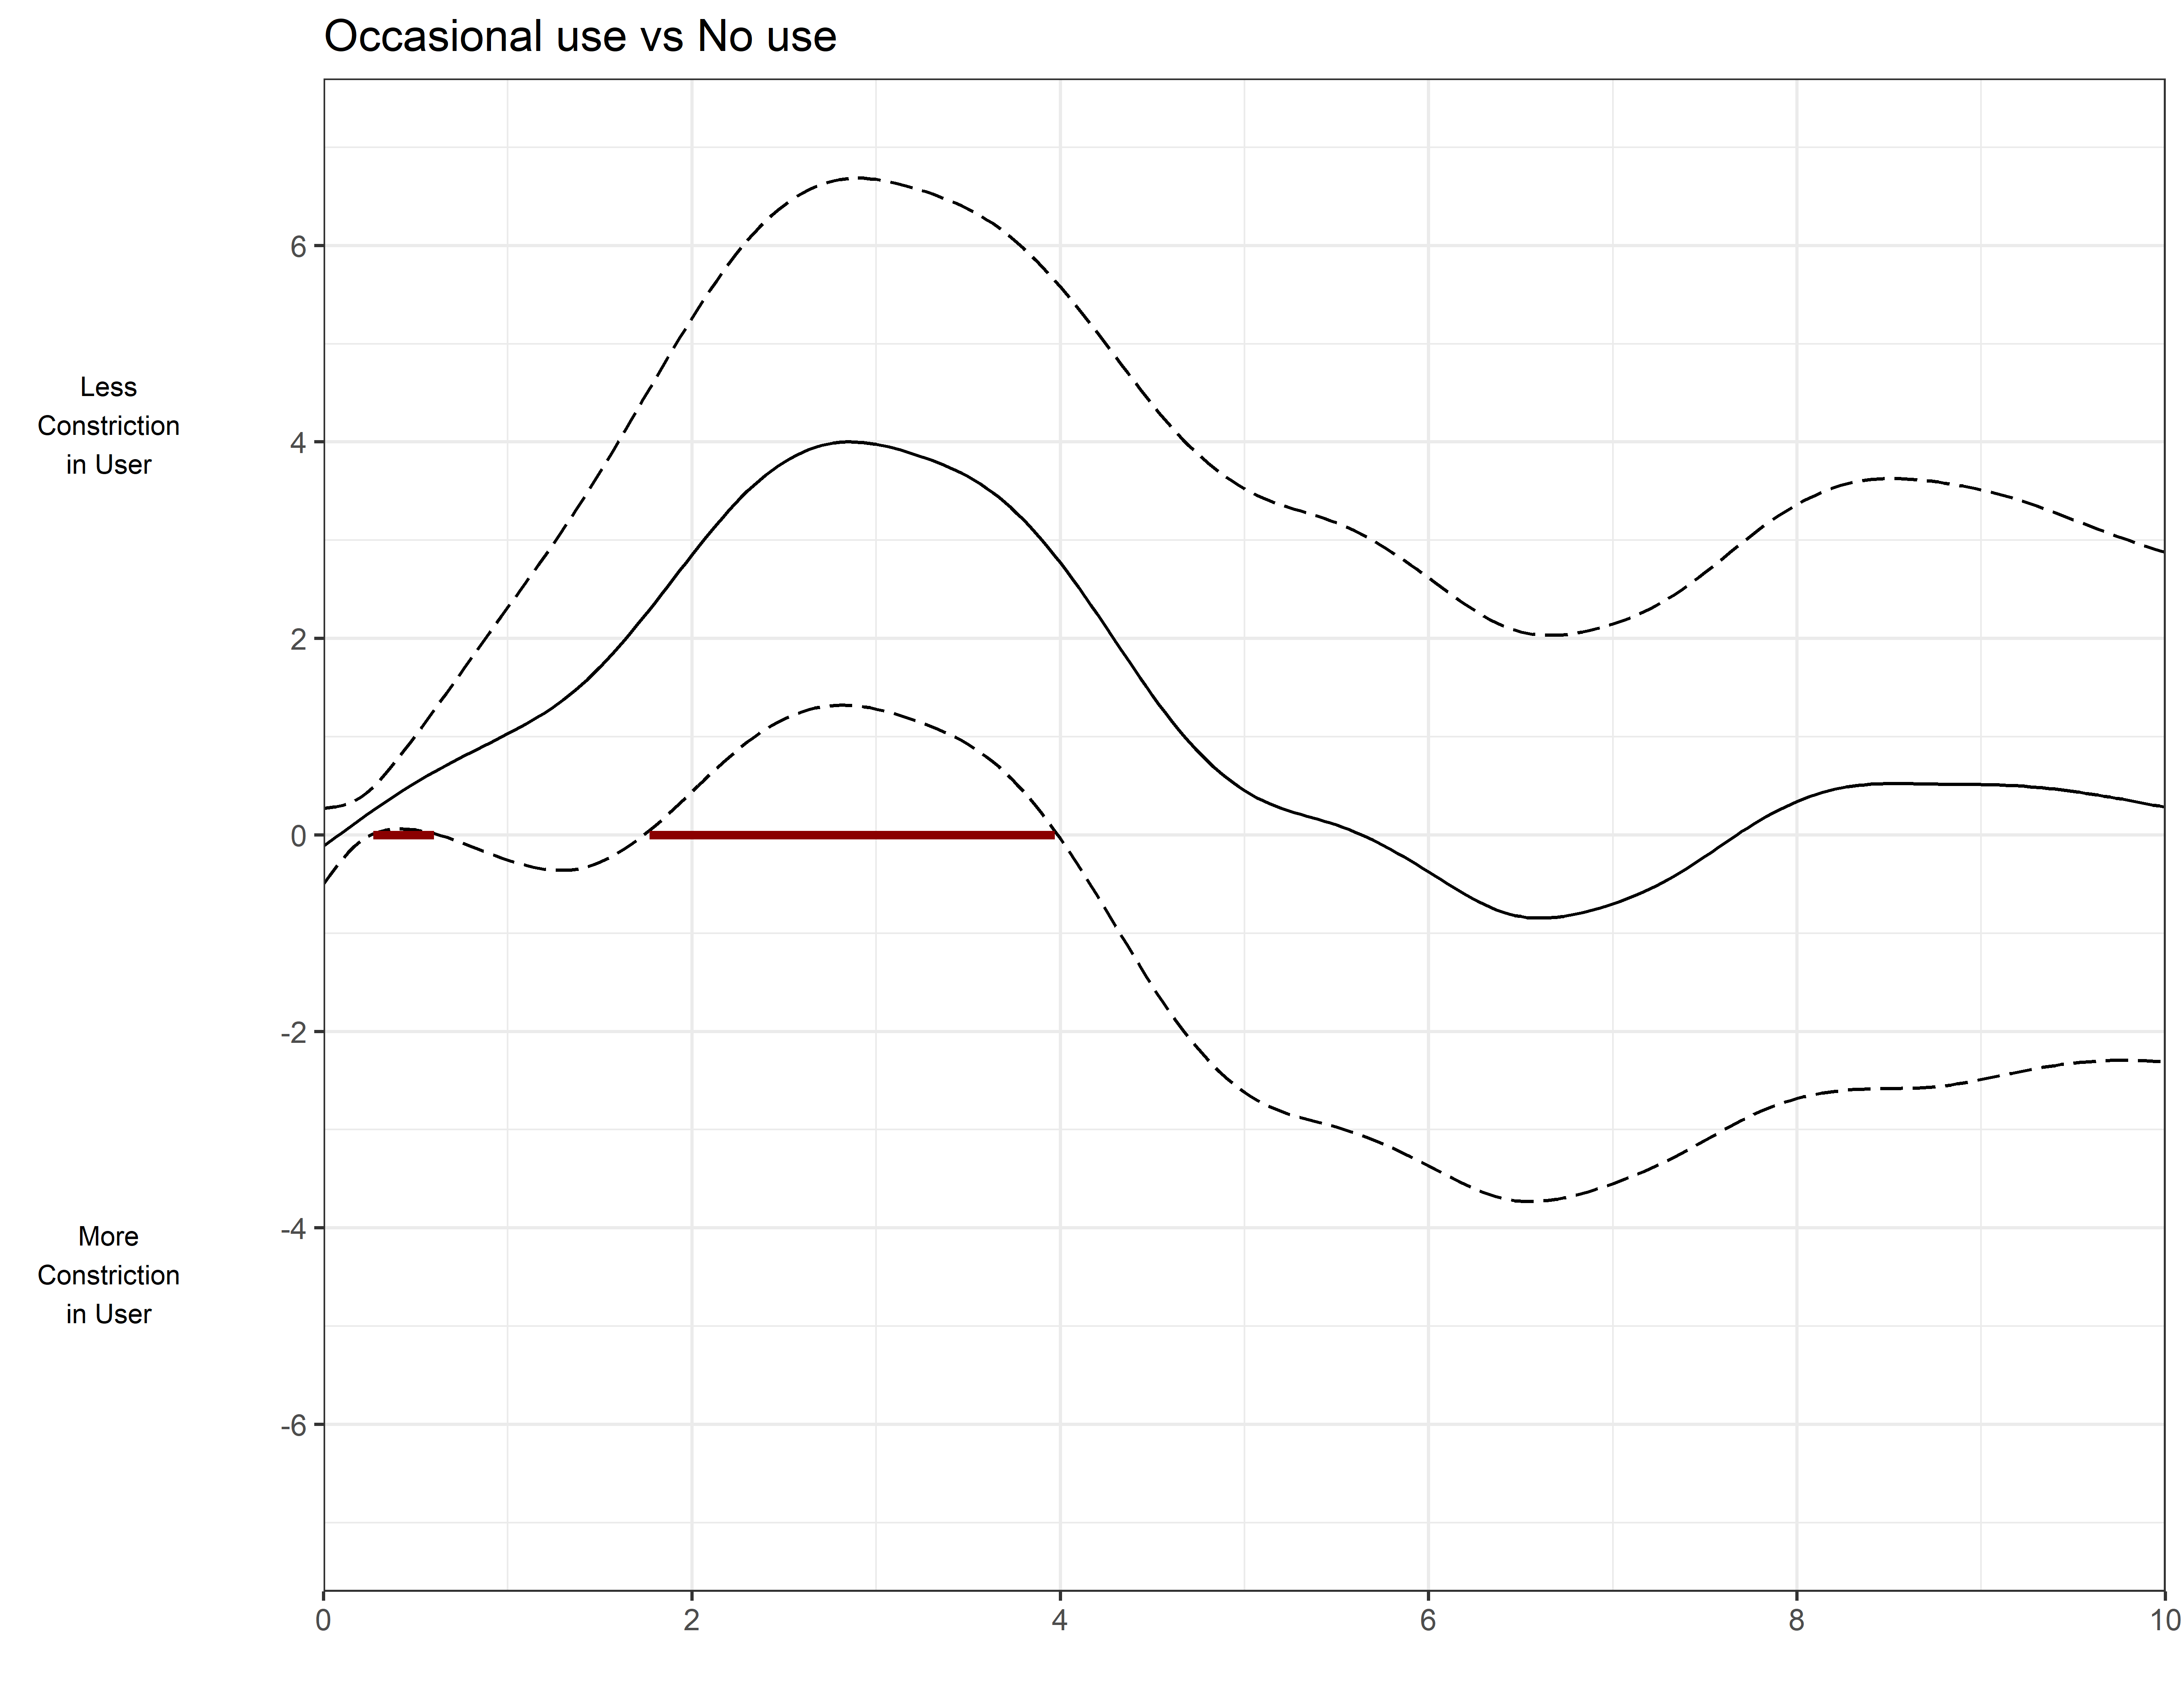 Occasional use vs No use
Less
Constriction
in User
More
Constriction
in User
6
4
2
0
-2
-4
-6
0 2 4 6 8 10